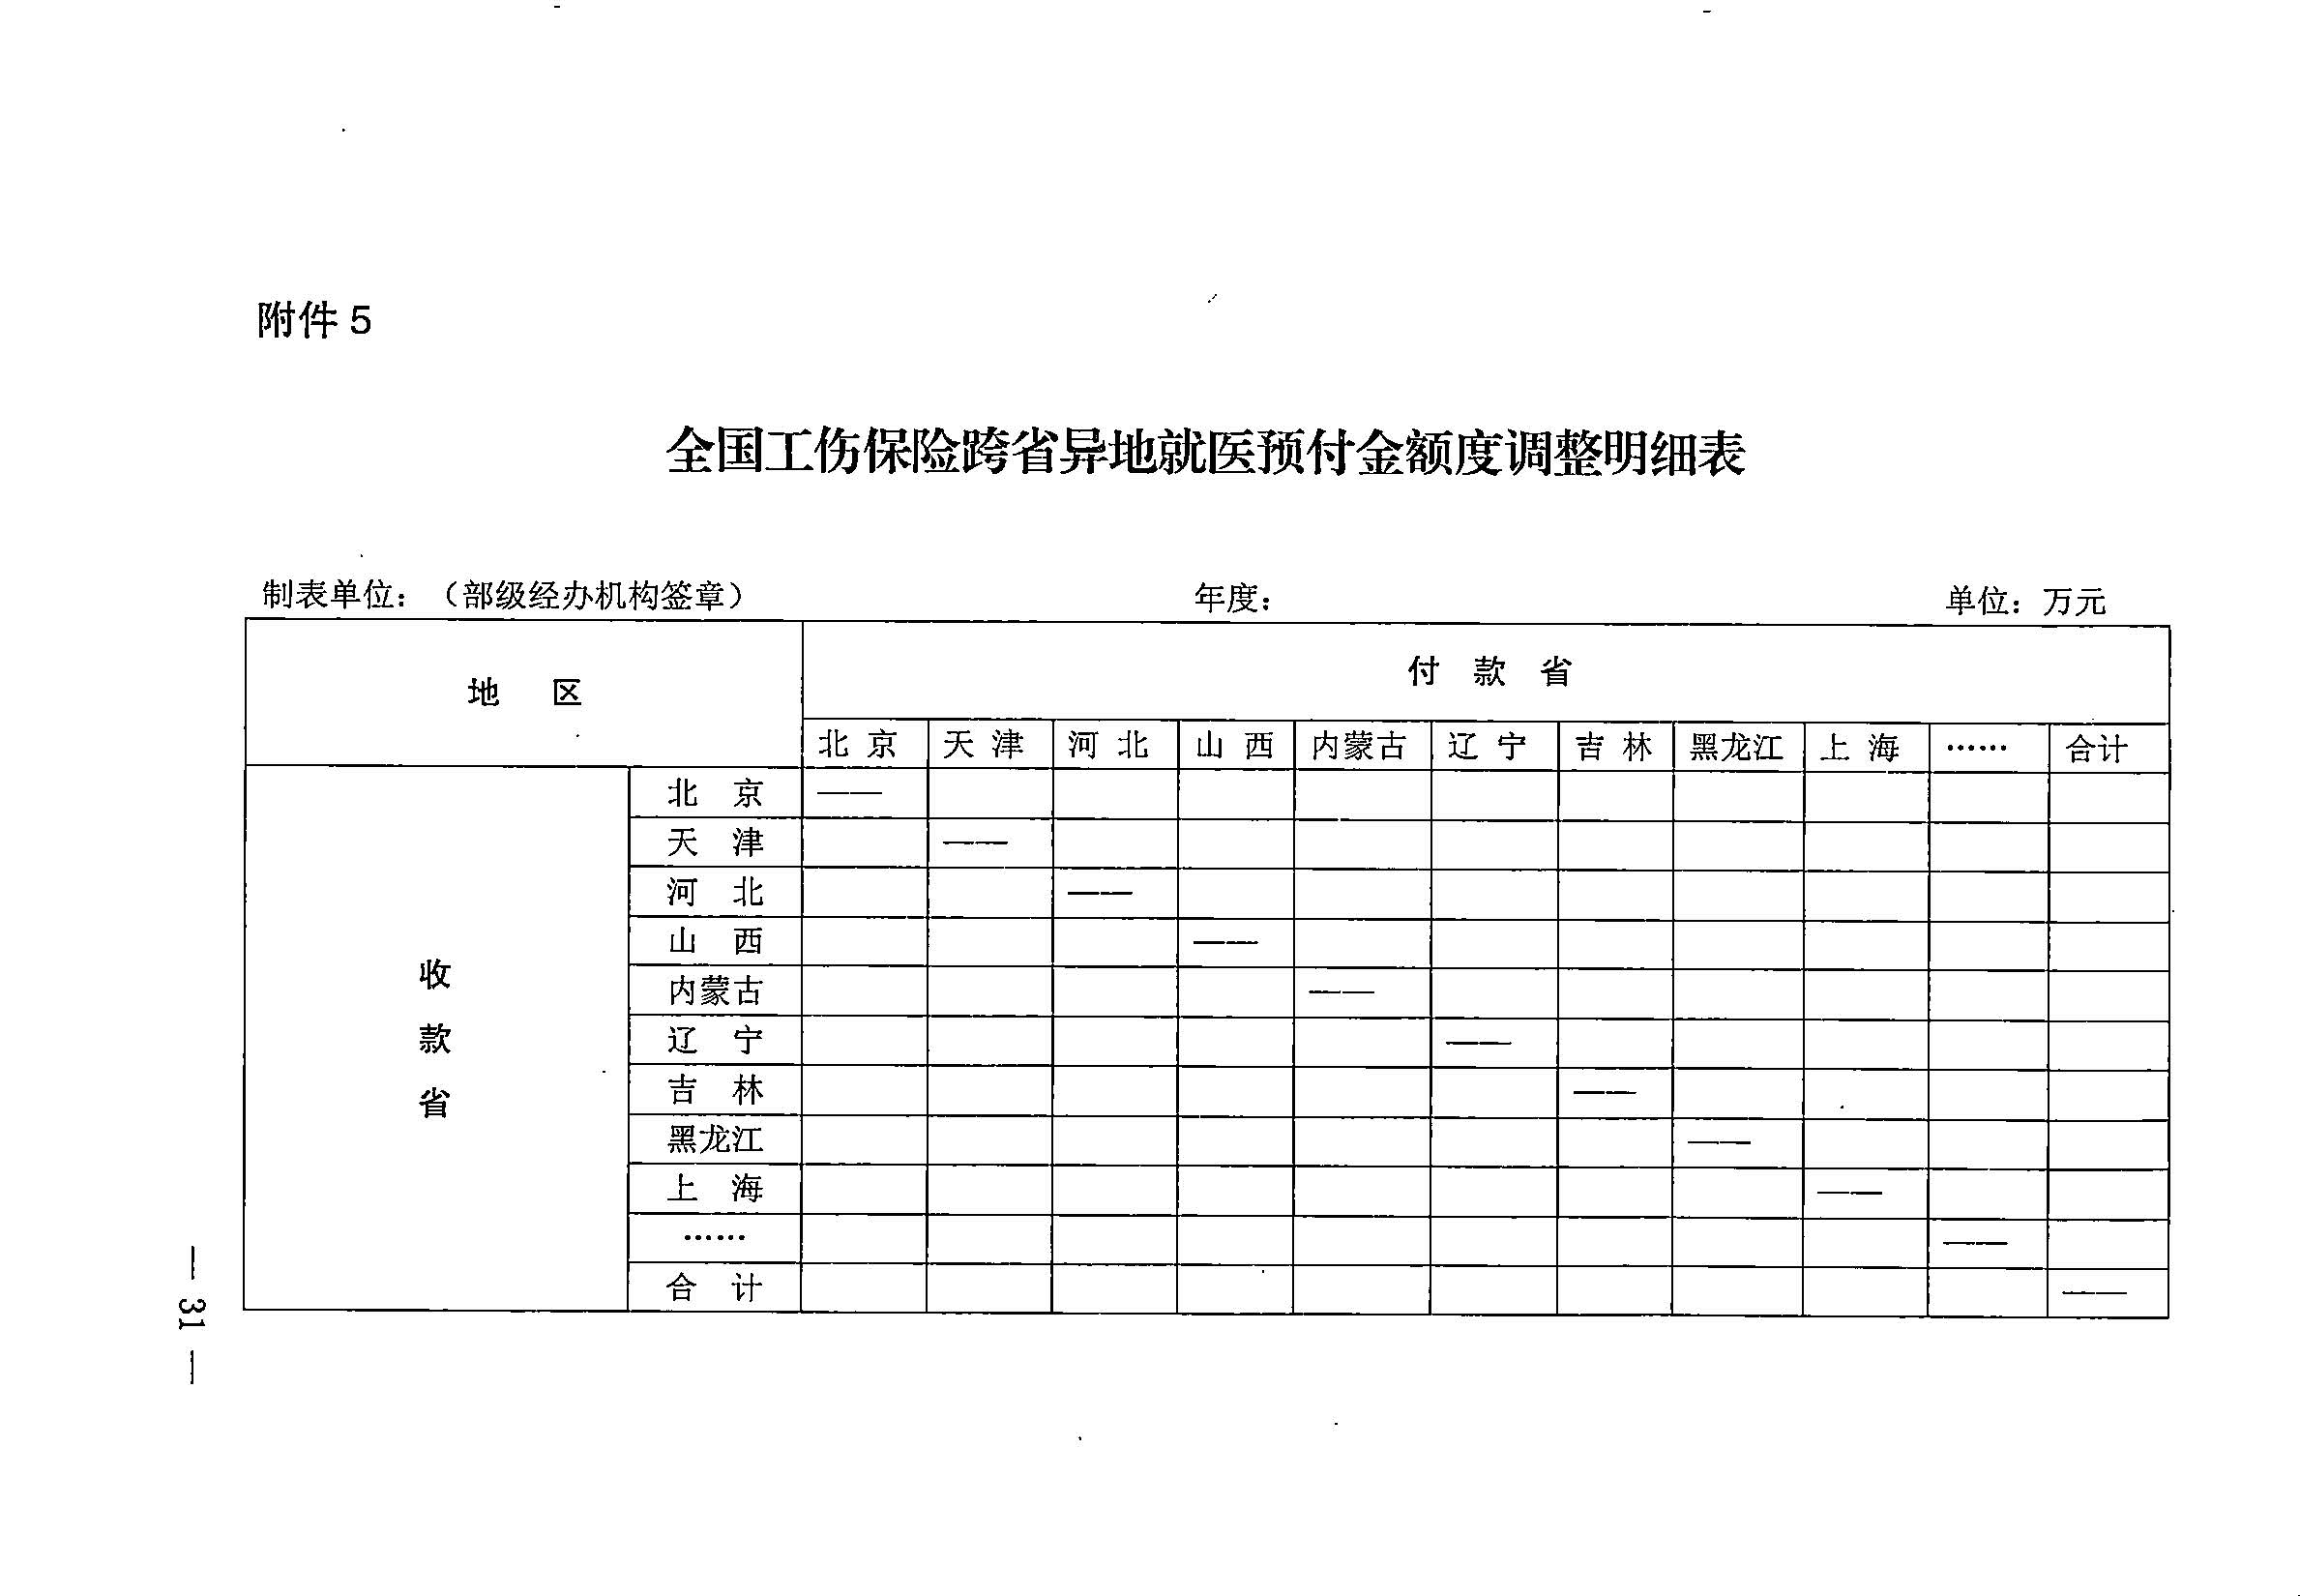 附件 5
全国工伤保险跨省异地就医预付金额度调整明细表
制表单位：（部级经办机构签章） 年度： 单位：万元
地 区 付 款 省
北 京 天 津 河 北 山 西 内蒙古 辽 宁 吉 林 黑龙江 上 海 …… 合计
收款省
北 京 ——
天 津 ——
河 北 ——
山 西 ——
内蒙古 ——
辽 宁 ——
吉 林 ——
黑龙江 ——
上 海 ——
…… ——
合 计 ——
— 31 —